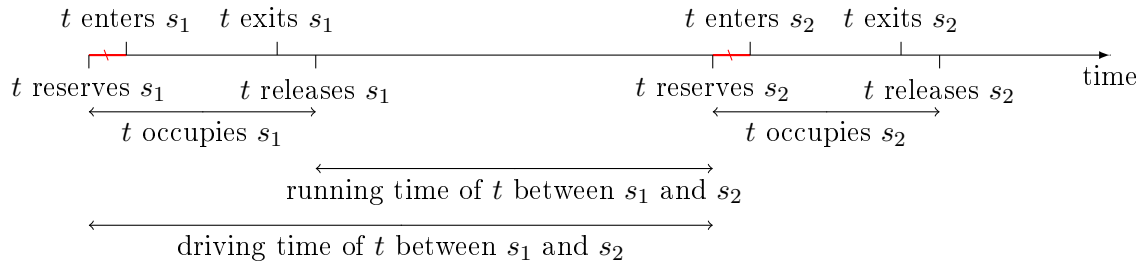 t enters s₁
t exits s₁
t enters s₂
t exits s₂
t reserves s₁
t releases s₁
t reserves s₂
t releases s₂
time
t occupies s₁
t occupies s₂
running time of t between s₁ and s₂
driving time of t between s₁ and s₂